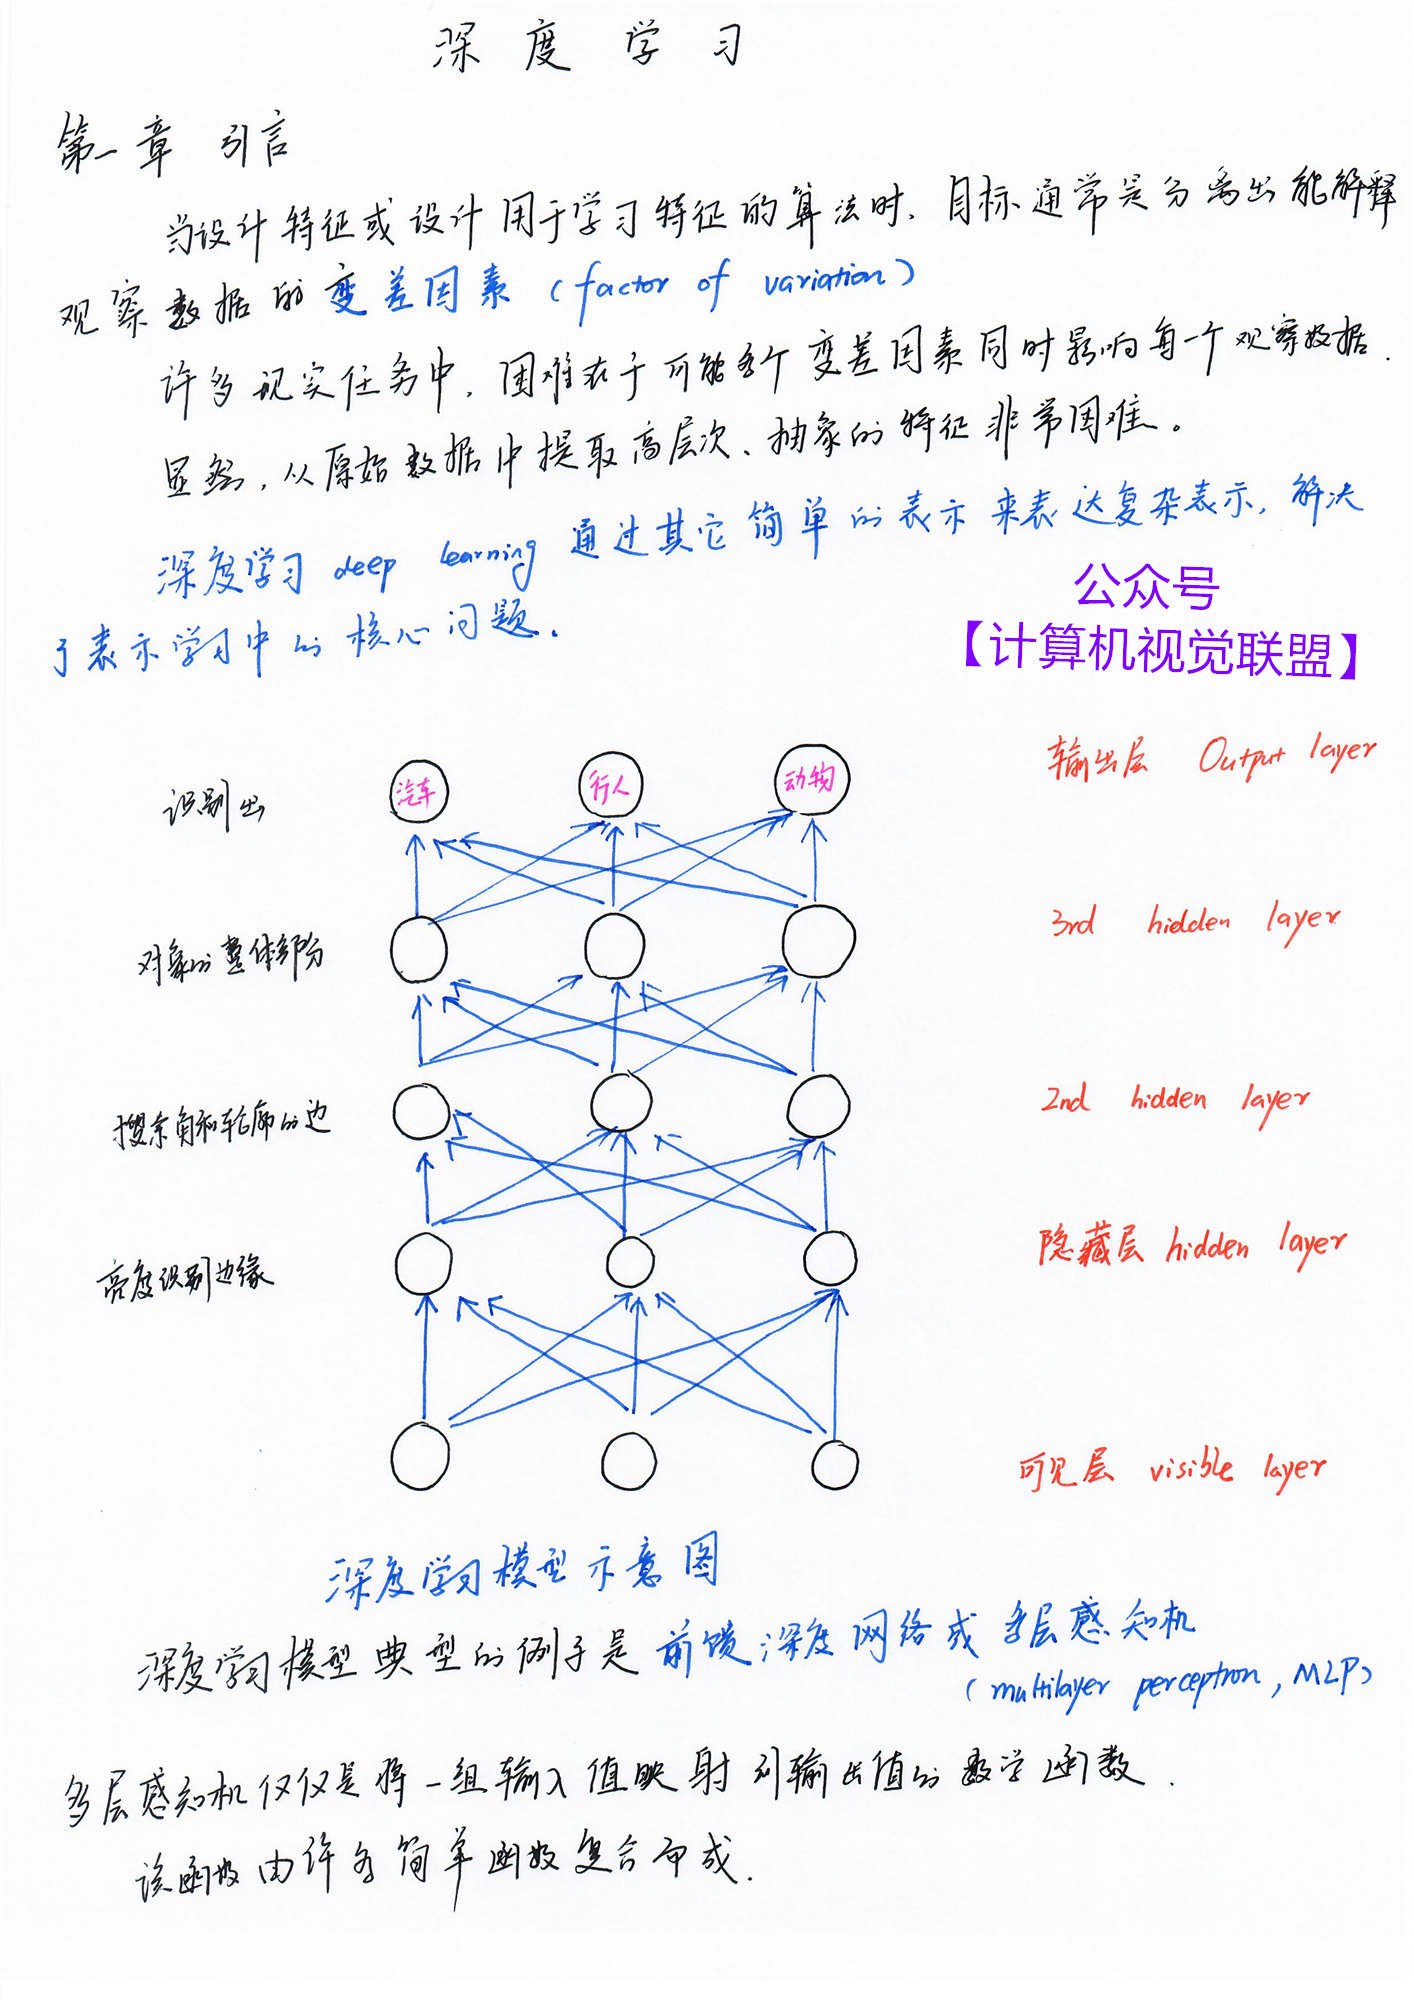 深度学习
第一章 引言
当设计特征或设计用于学习特征的算法时，目标通常是分离出能解释
观察数据的变差因素（factor of variation）
许多现实任务中，困难在于可能多个变差因素同时影响每一个观察数据.
显然，从原始数据中提取高层次、抽象的特征非常困难。
深度学习 deep learning 通过其它简单的表示来表达复杂表示，解决
了表示学习中的核心问题.
公众号
【计算机视觉联盟】
识别出 汽车 行人 动物 输出层 Output layer
对象的整体部分 3rd hidden layer
搜索角和轮廓的边 2nd hidden layer
亮度识别边缘 隐藏层 hidden layer
可见层 visible layer
深度学习模型示意图
深度学习模型典型的例子是前馈深度网络或多层感知机
（multilayer perceptron, MLP）
多层感知机仅仅是将一组输入值映射到输出值的数学函数.
该函数由许多简单函数复合而成.